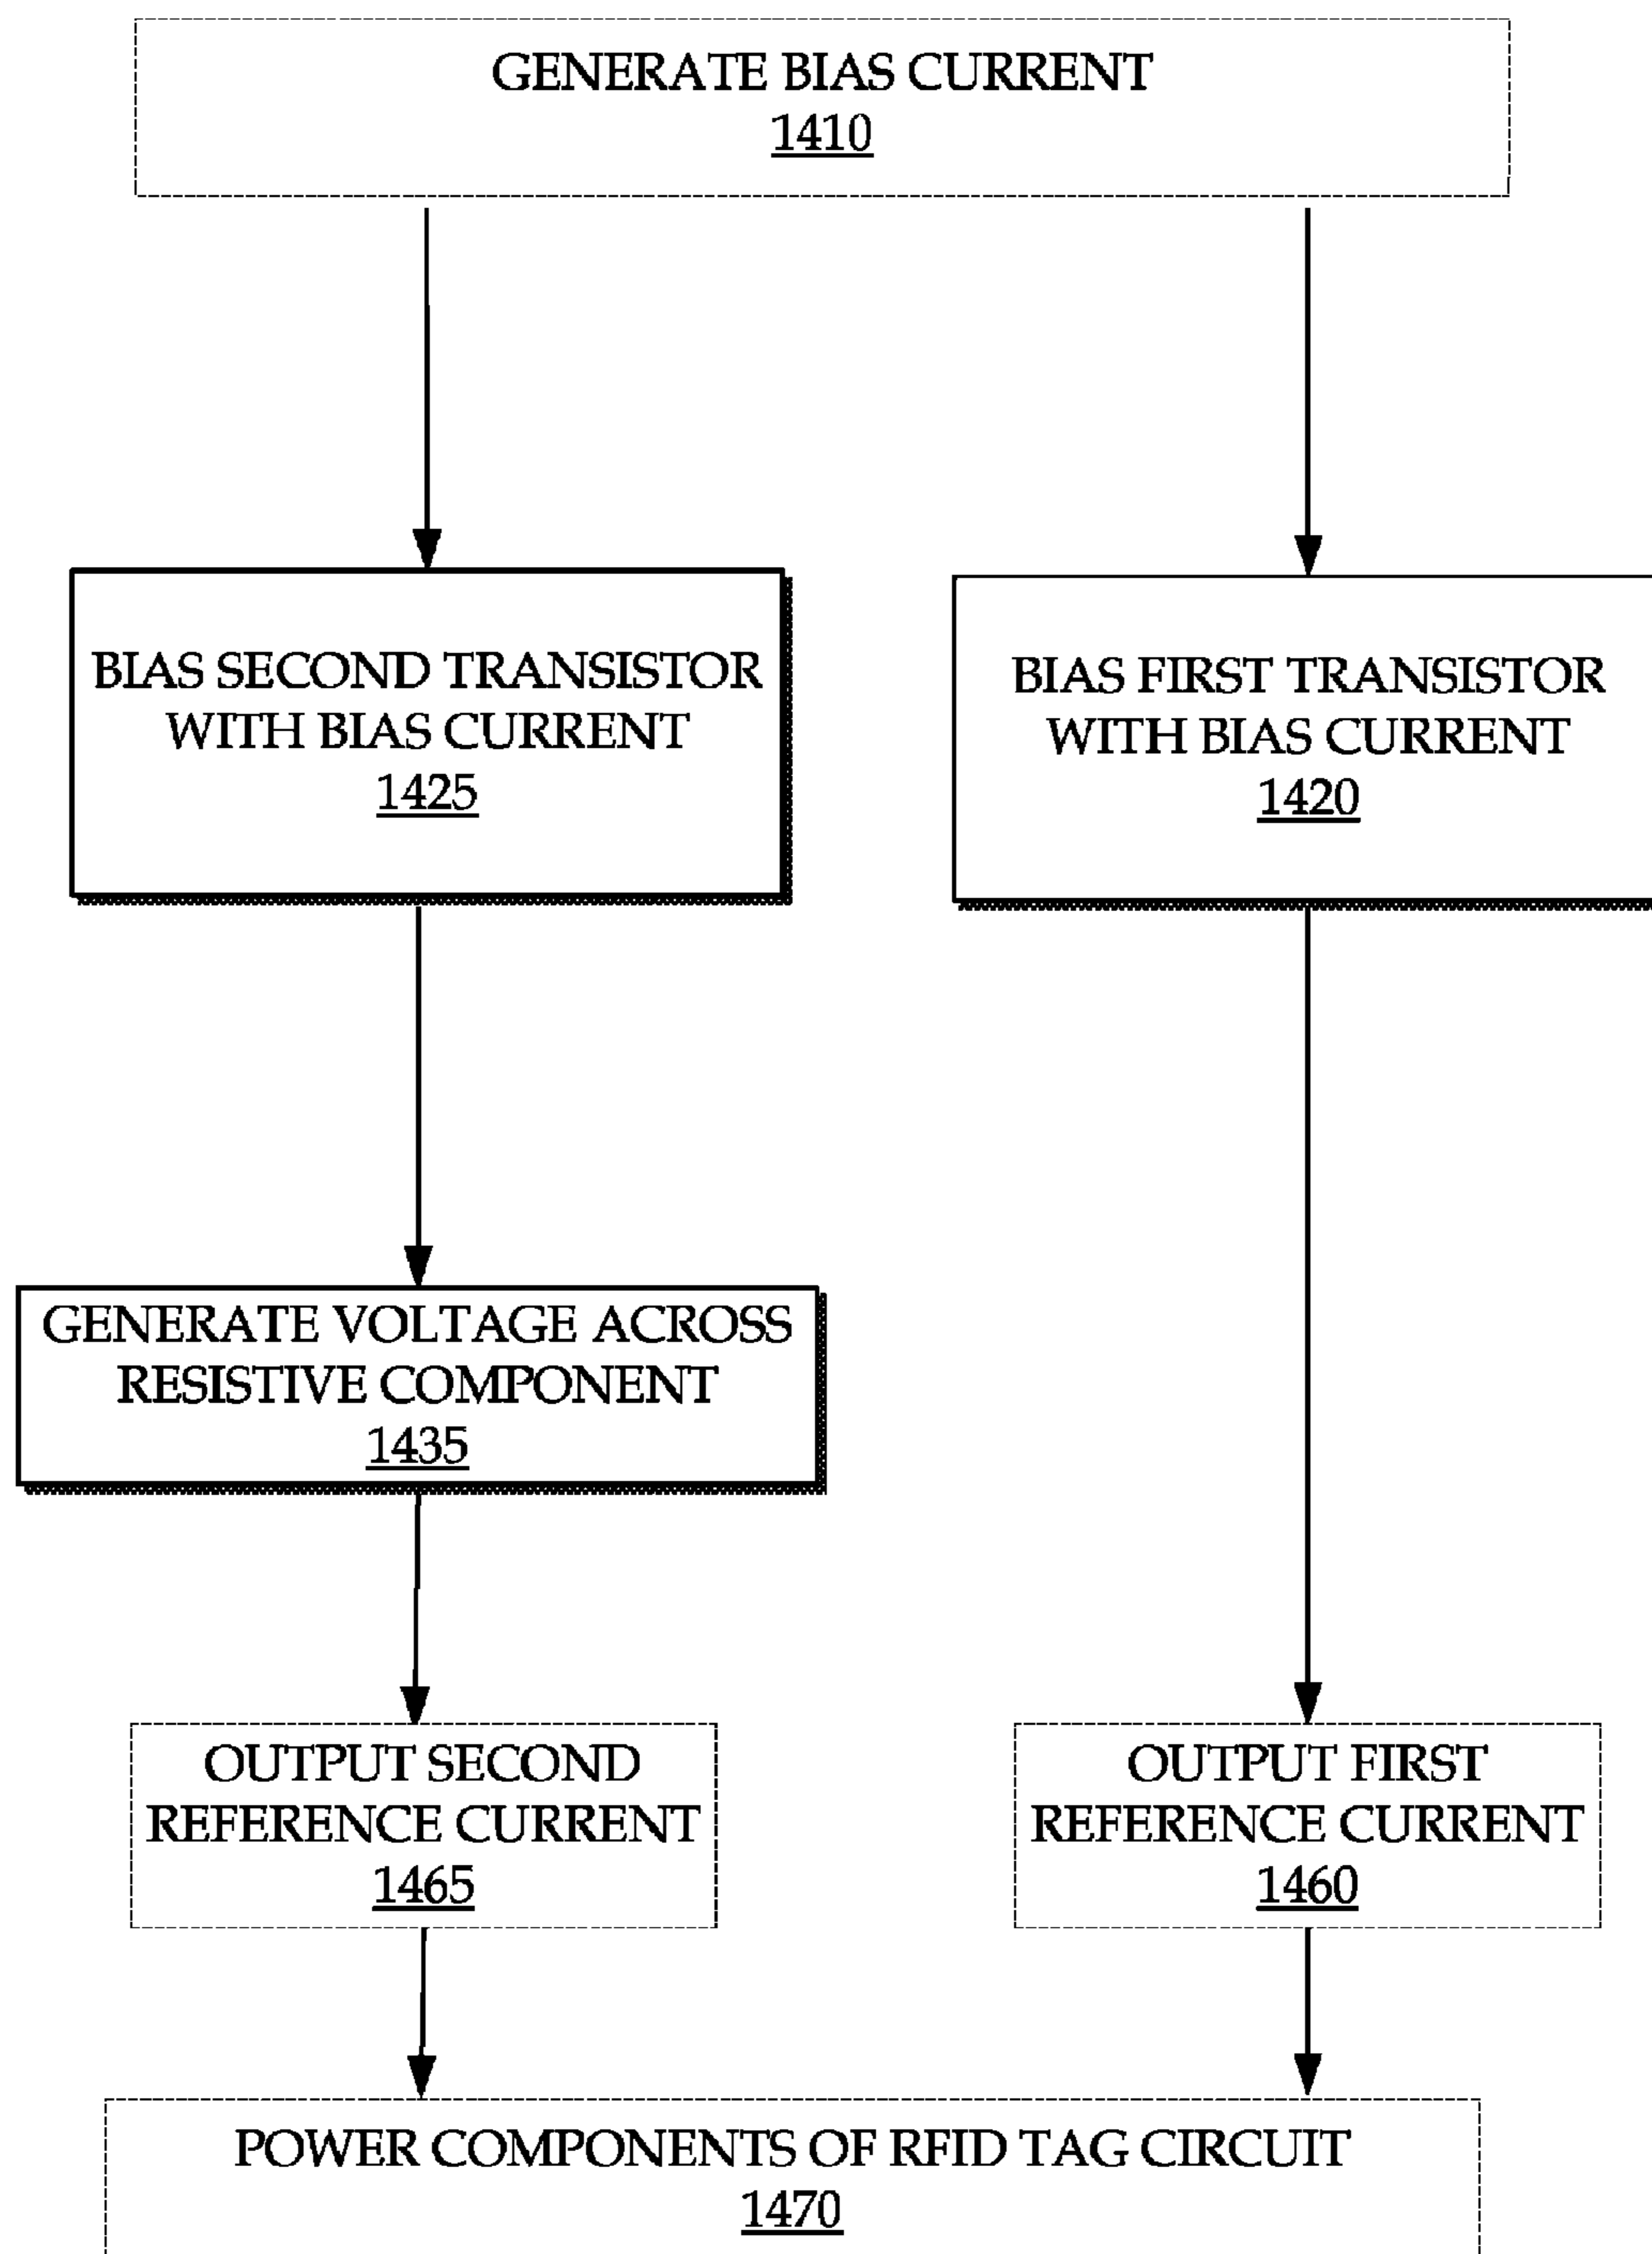 GENERATE BIAS CURRENT
1410
BIAS SECOND TRANSISTOR
WITH BIAS CURRENT
1425
BIAS FIRST TRANSISTOR
WITH BIAS CURRENT
1420
GENERATE VOLTAGE ACROSS
RESISTIVE COMPONENT
1435
OUTPUT SECOND
REFERENCE CURRENT
1465
OUTPUT FIRST
REFERENCE CURRENT
1460
POWER COMPONENTS OF RFID TAG CIRCUIT
1470